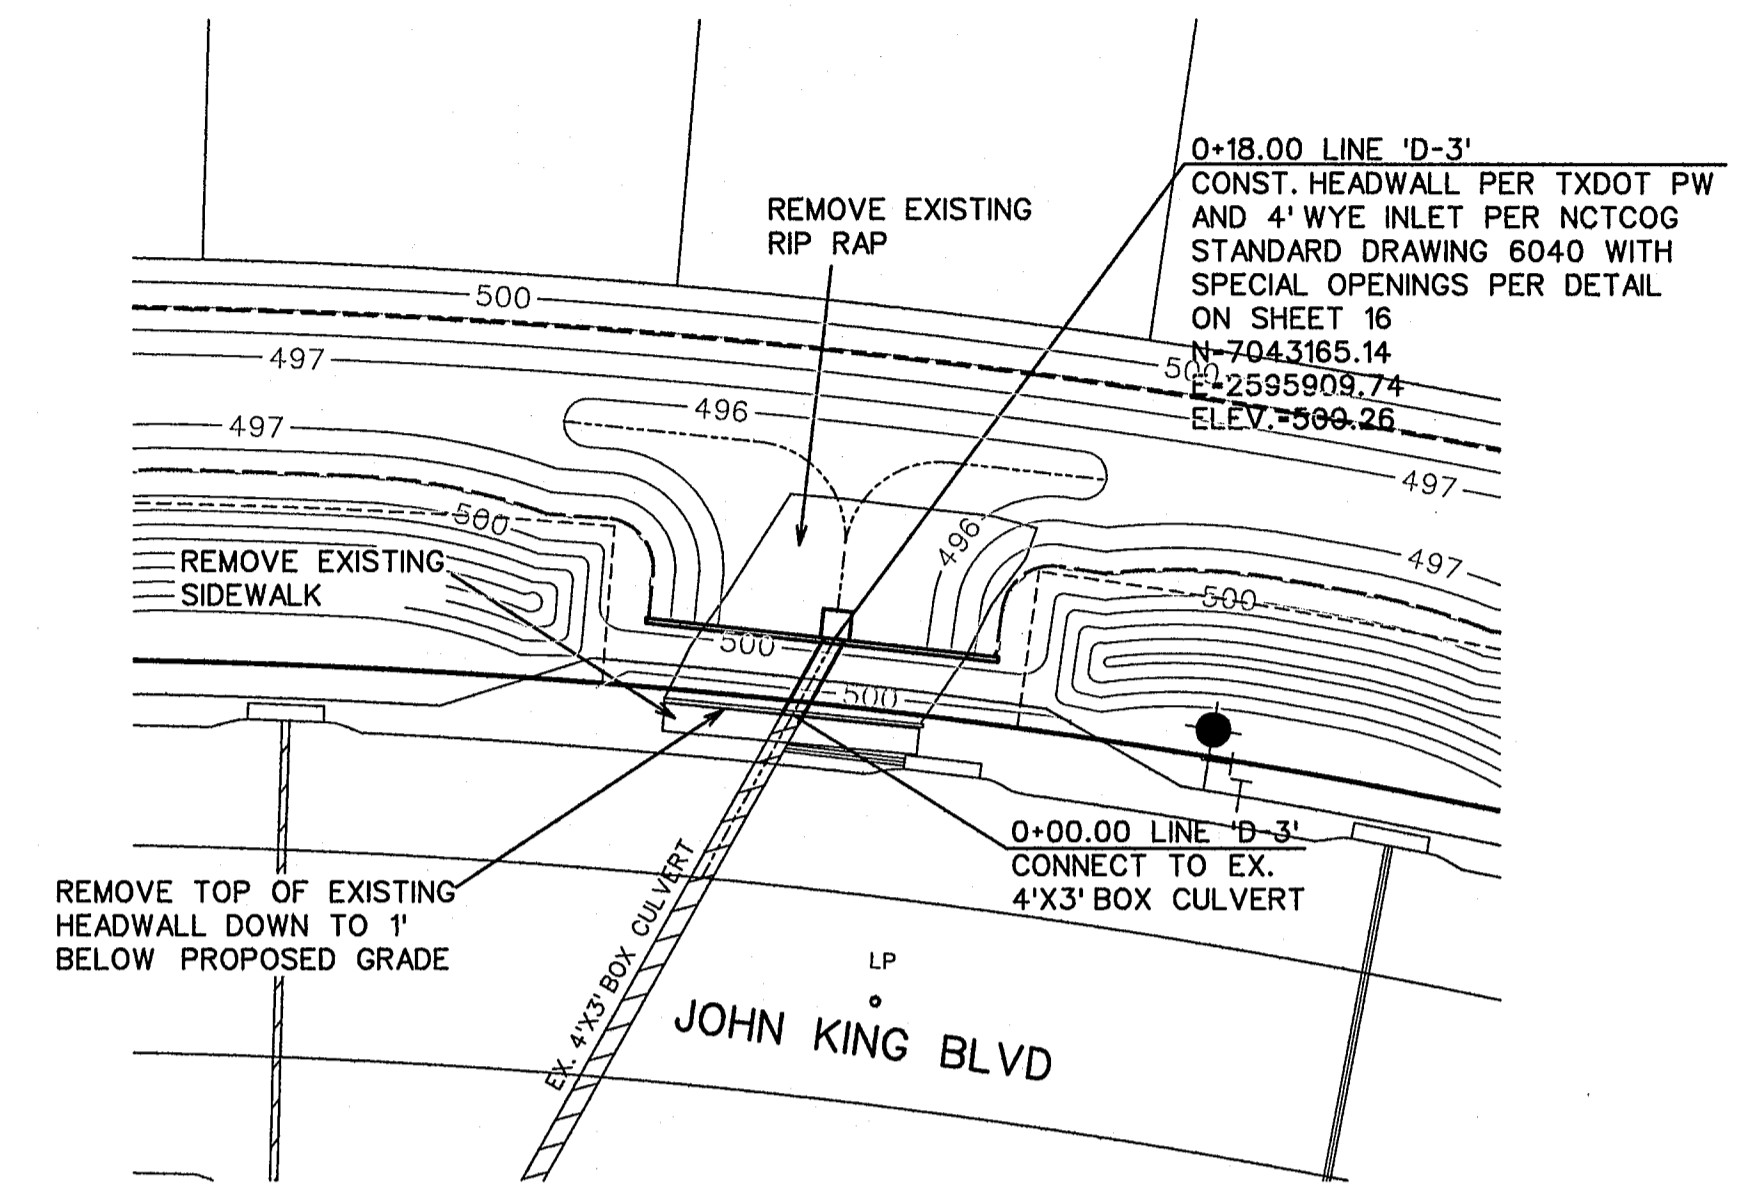 0+18.00 LINE 'D-3'
CONST. HEADWALL PER TXDOT PW
AND 4' WYE INLET PER NCTCOG
STANDARD DRAWING 6040 WITH
SPECIAL OPENINGS PER DETAIL
ON SHEET 16
N-7043165.14
E-2595909.74
ELEV.=500.26
REMOVE EXISTING
RIP RAP
500
497
500
496
497
497
500
496
497
REMOVE EXISTING
SIDEWALK
500
500
500
0+00.00 LINE 'D-3'
CONNECT TO EX.
4'X3' BOX CULVERT
REMOVE TOP OF EXISTING
HEADWALL DOWN TO 1'
BELOW PROPOSED GRADE
EX. 4'X3' BOX CULVERT
LP
JOHN KING BLVD